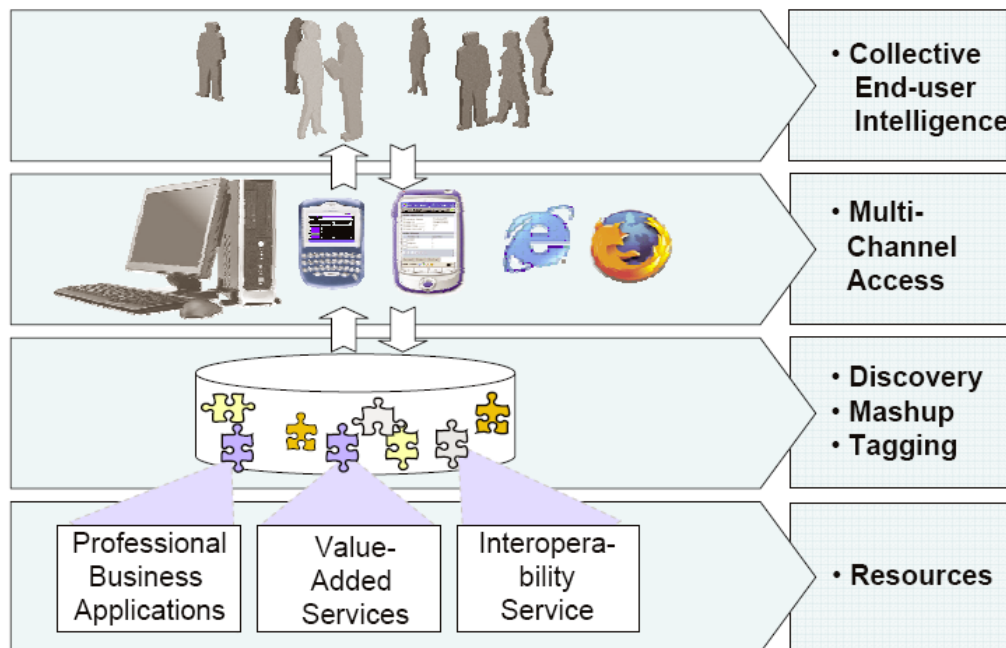 • Collective
End-user
Intelligence
• Multi-
Channel
Access
• Discovery
• Mashup
• Tagging
Professional
Business
Applications
Value-
Added
Services
Interopera-
bility
Service
• Resources